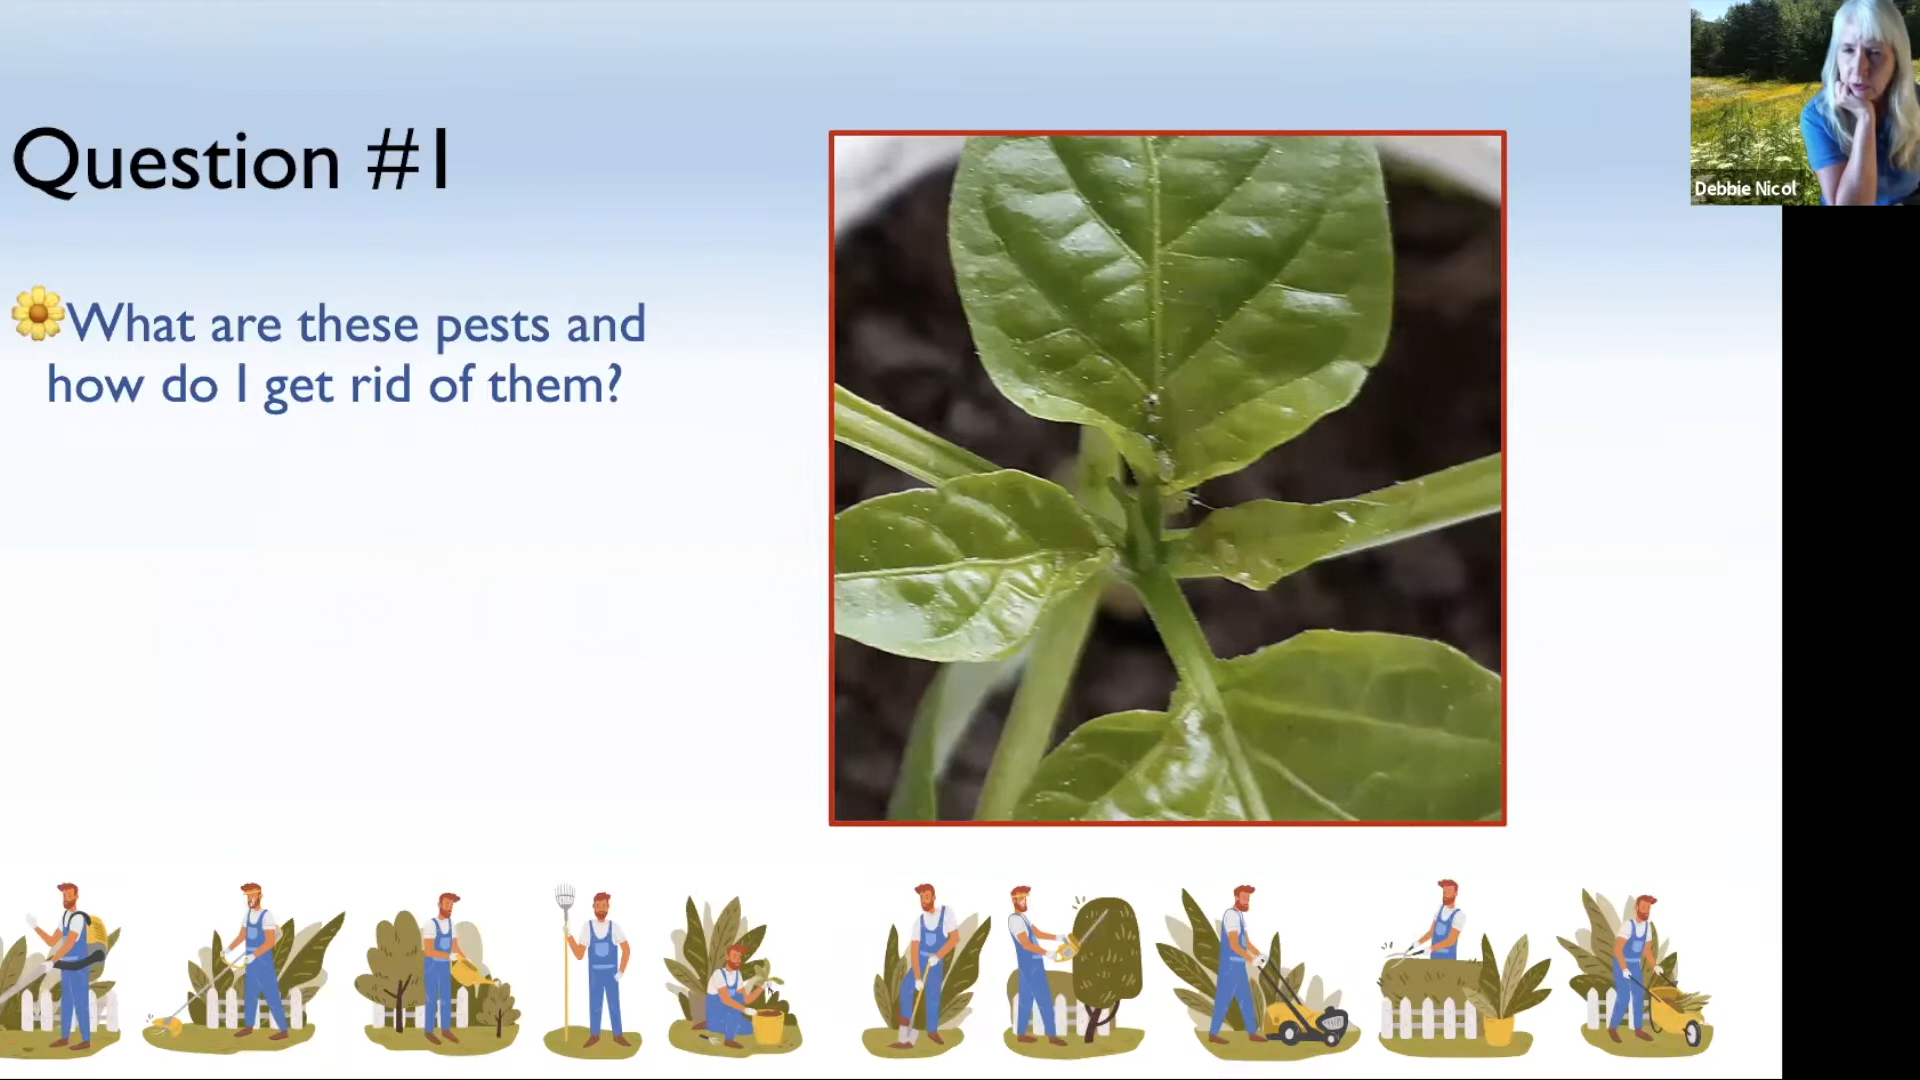 Question #1
What are these pests and
how do I get rid of them?
Debbie Nicol